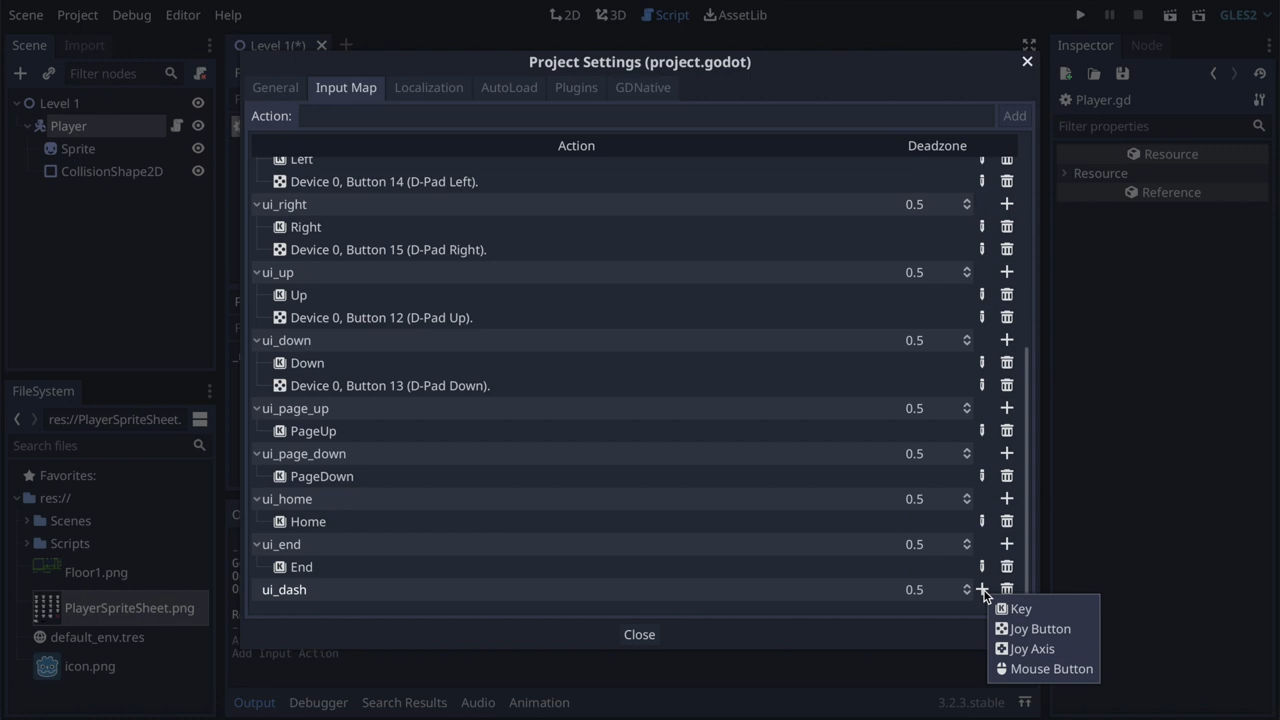 Scene Project Debug Editor Help
2D 3D Script AssetLib
GLES2
Scene Import
Level 1(*)
Inspector Node
Filter nodes
Project Settings (project.godot)
General Input Map Localization AutoLoad Plugins GDNative
Action: Add
Action Deadzone
Left
Device 0, Button 14 (D-Pad Left).
ui_right 0.5
Right
Device 0, Button 15 (D-Pad Right).
ui_up 0.5
Up
Device 0, Button 12 (D-Pad Up).
ui_down 0.5
Down
Device 0, Button 13 (D-Pad Down).
ui_page_up 0.5
PageUp
ui_page_down 0.5
PageDown
ui_home 0.5
Home
ui_end 0.5
End
ui_dash 0.5
Close
Key
Joy Button
Joy Axis
Mouse Button
Level 1
Player
Sprite
CollisionShape2D
FileSystem
res://PlayerSpriteSheet.
Search files
Favorites:
res://
Scenes
Scripts
Floor1.png
PlayerSpriteSheet.png
default_env.tres
icon.png
Player.gd
Filter properties
Resource
Resource
Reference
Add Input Action
Output Debugger Search Results Audio Animation
3.2.3.stable